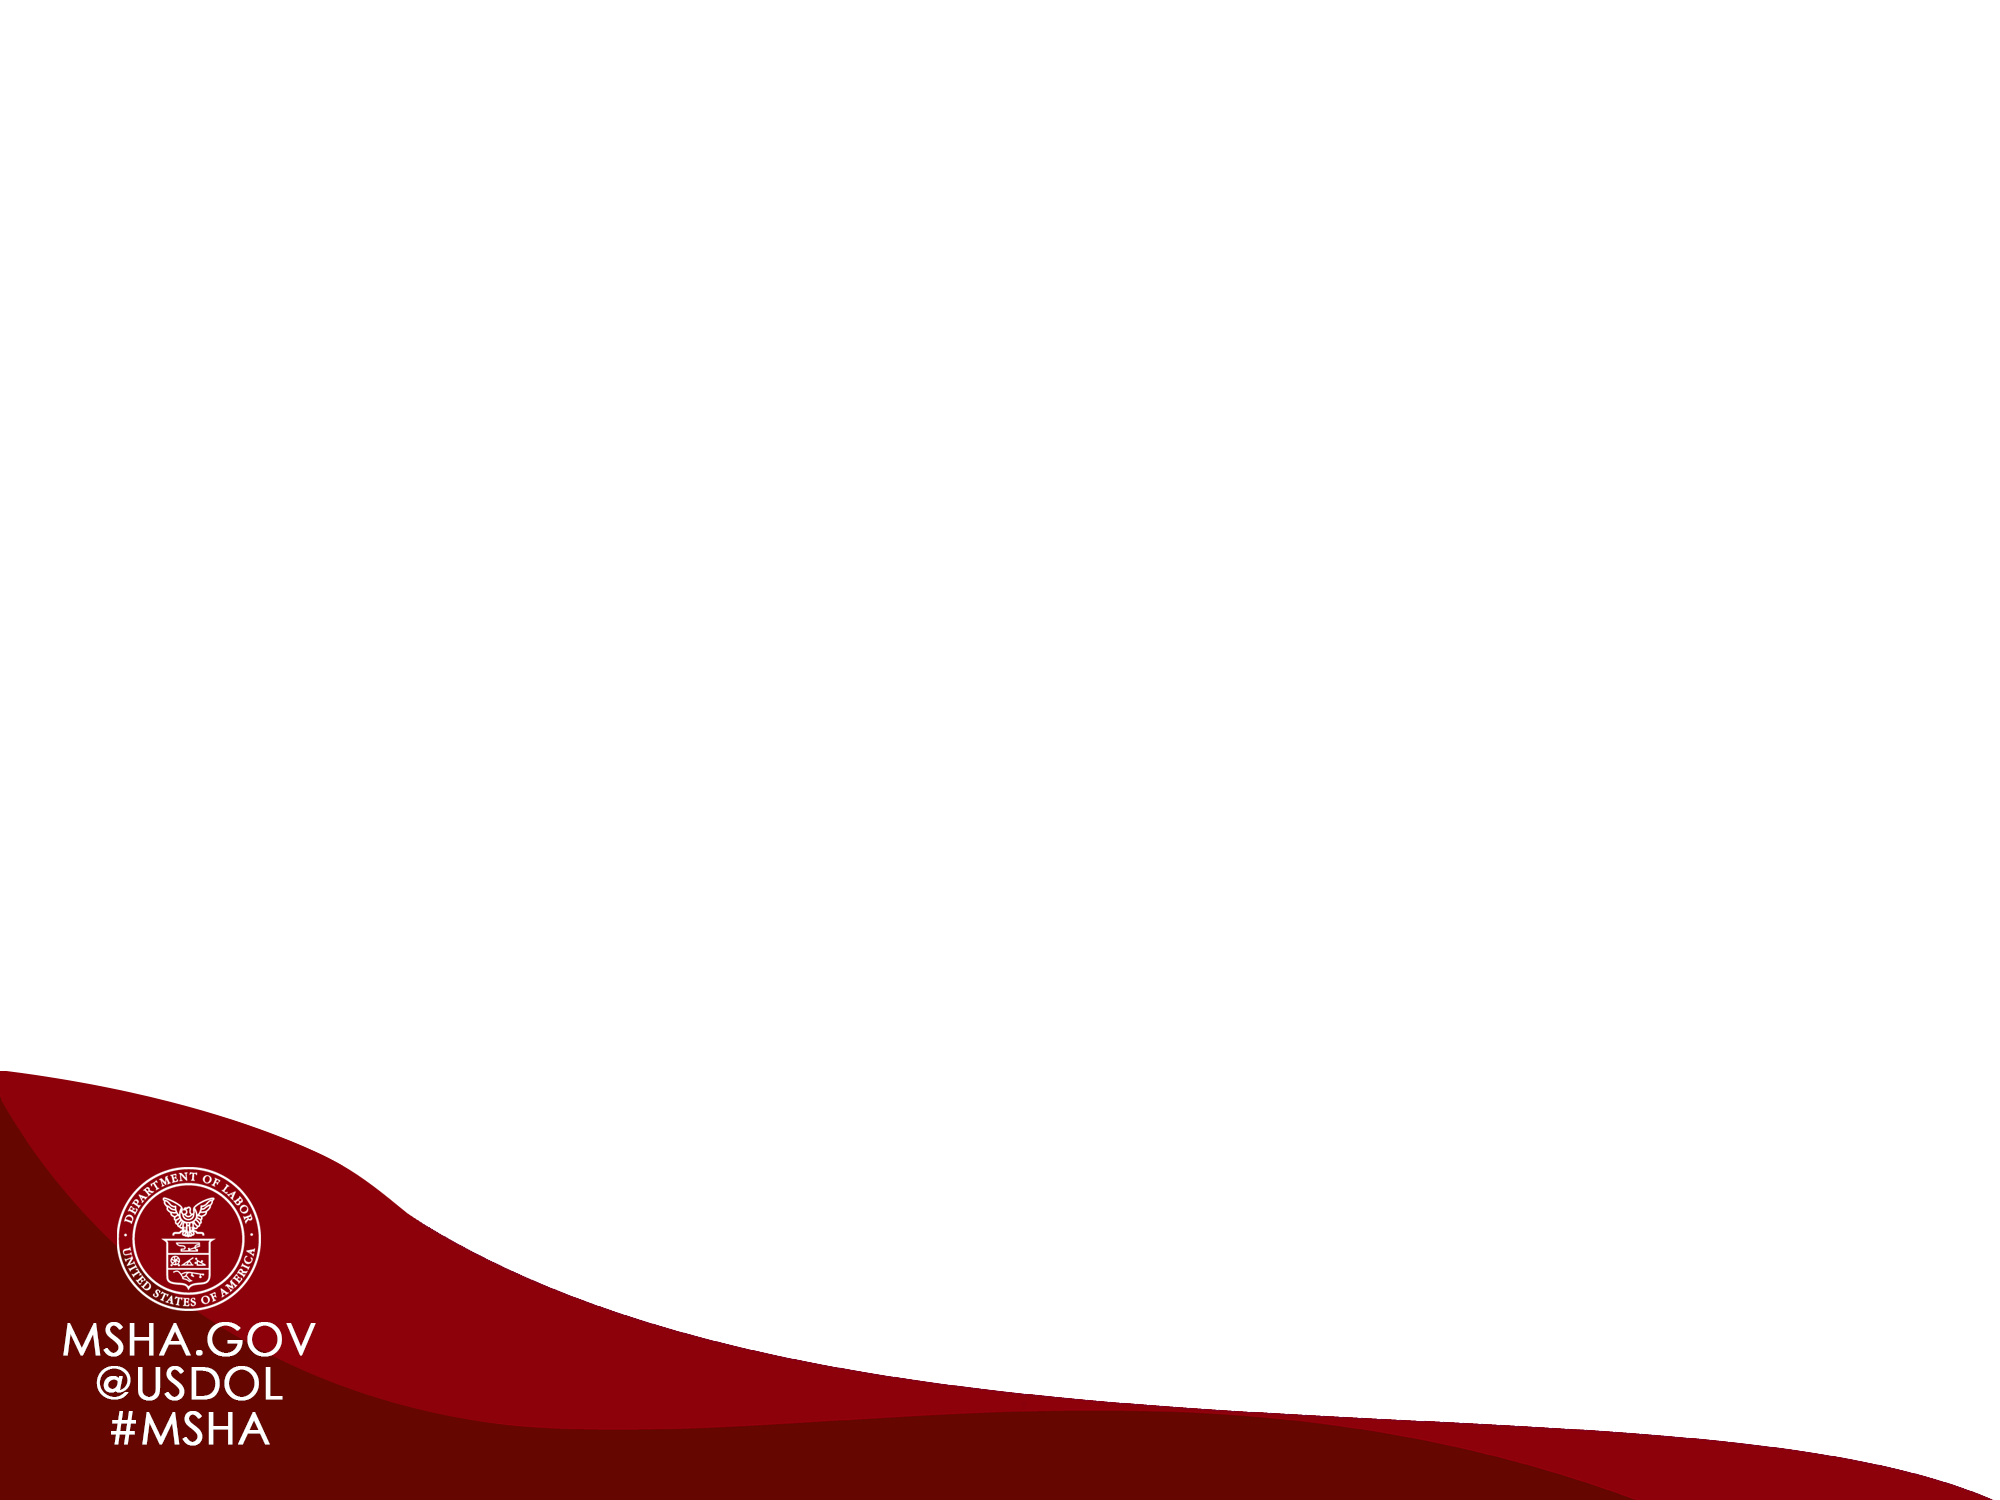 DEPARTMENT OF LABOR
UNITED STATES OF AMERICA
MSHA.GOV
@USDOL
#MSHA